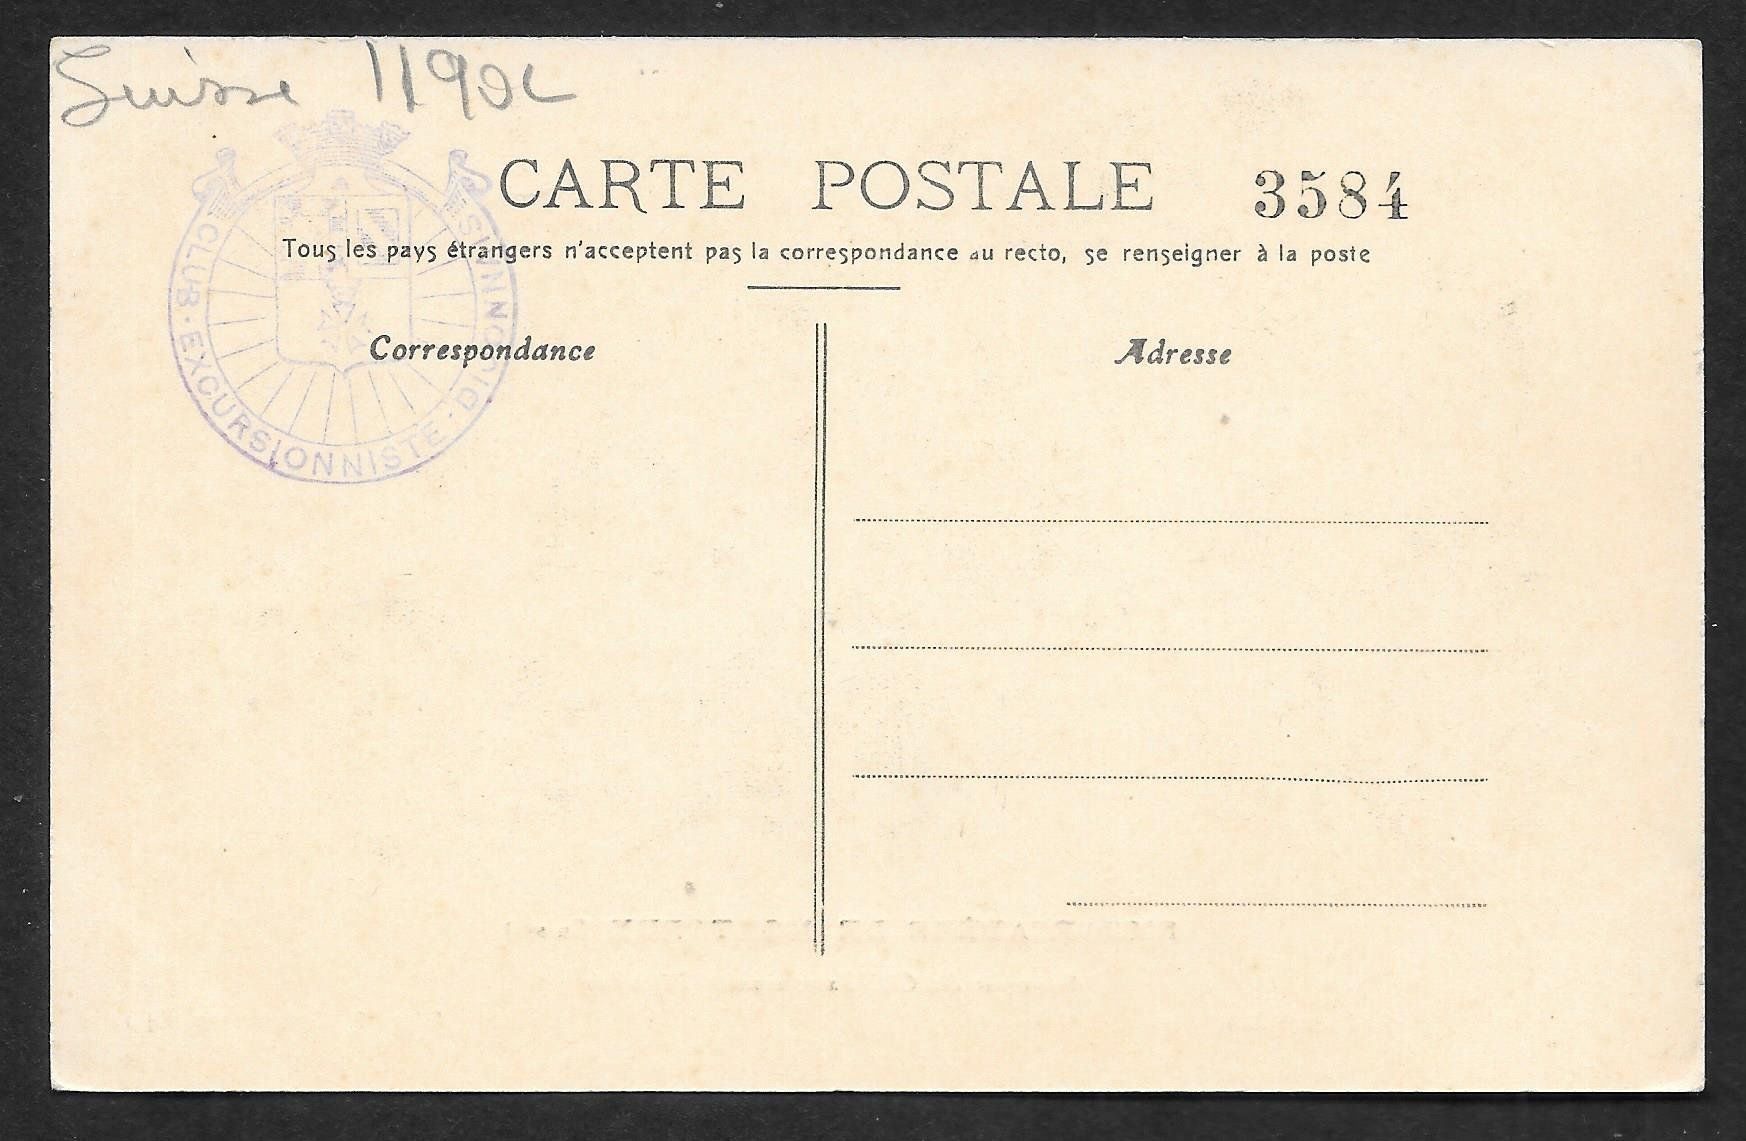 Suisse
CARTE POSTALE 3584
Tous les pays étrangers n'acceptent pas la correspondance au recto, se renseigner à la poste
CLUB · EXCURSIONNISTE ·
Correspondance
Adresse